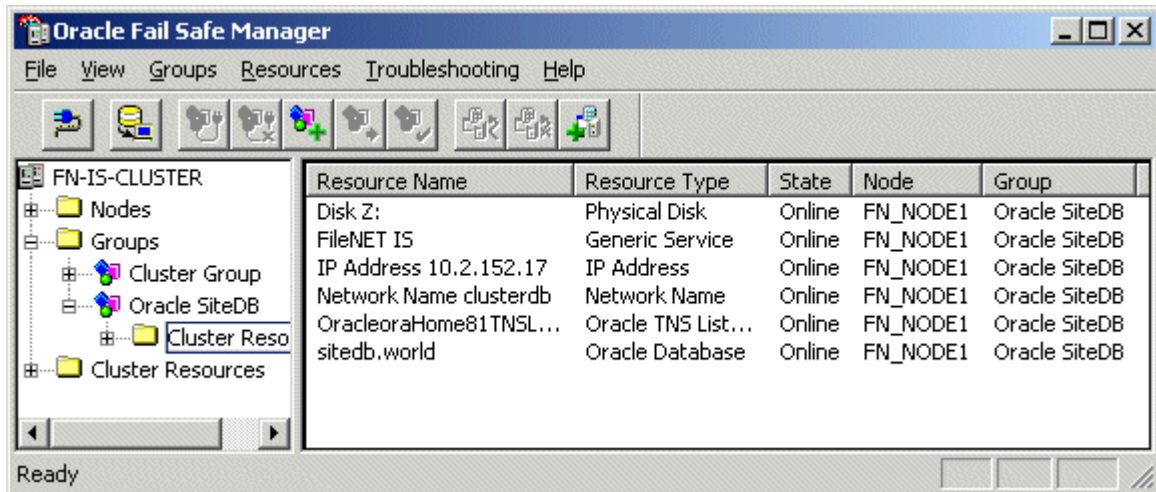 Oracle Fail Safe Manager
File View Groups Resources Troubleshooting Help
FN-IS-CLUSTER
Nodes
Groups
Cluster Group
Oracle SiteDB
Cluster Reso
Cluster Resources
Resource Name Resource Type State Node Group
Disk Z: Physical Disk Online FN_NODE1 Oracle SiteDB
FileNET IS Generic Service Online FN_NODE1 Oracle SiteDB
IP Address 10.2.152.17 IP Address Online FN_NODE1 Oracle SiteDB
Network Name clusterdb Network Name Online FN_NODE1 Oracle SiteDB
OracleoraHome81TNSL... Oracle TNS List... Online FN_NODE1 Oracle SiteDB
sitedb.world Oracle Database Online FN_NODE1 Oracle SiteDB
Ready